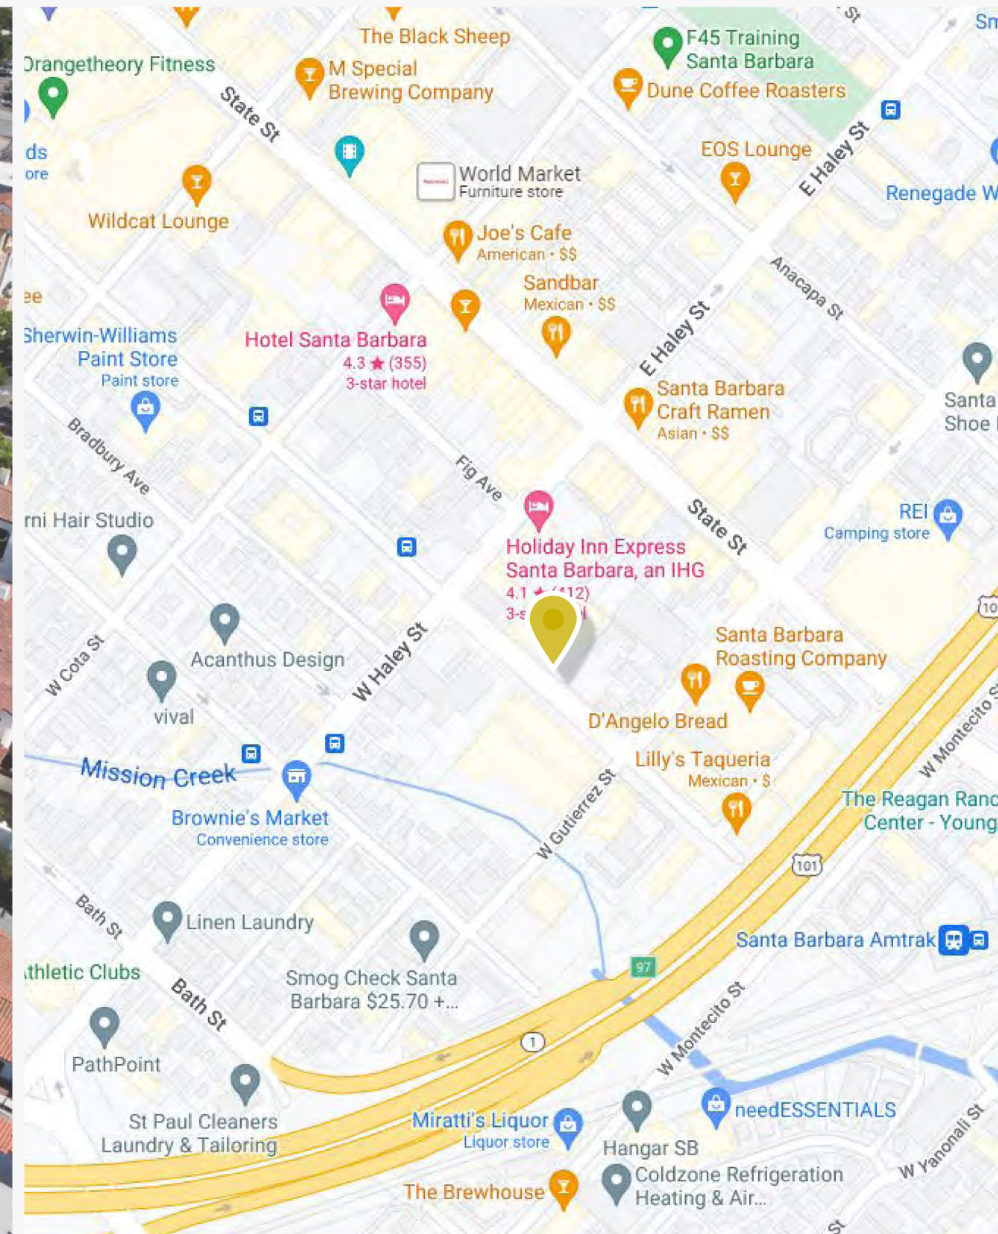 The Black Sheep
F45 Training
Santa Barbara
Orangetheory Fitness
M Special
Brewing Company
Dune Coffee Roasters
State St
St
ds
ore
EOS Lounge
E Haley St
World Market
Furniture store
Renegade W
Wildcat Lounge
Joe's Cafe
American • $$
Anacapa St
Sandbar
Mexican • $$
ee
Sherwin-Williams
Paint Store
Paint store
Hotel Santa Barbara
4.3 ★ (355)
3-star hotel
E Haley St
Santa Barbara
Craft Ramen
Asian • $$
Santa
Shoe
Bradbury Ave
Fig Ave
rni Hair Studio
State St
REI
Camping store
Holiday Inn Express
Santa Barbara, an IHG
4.1 ★ (412)
10
W Cota St
Acanthus Design
W Haley St
Santa Barbara
Roasting Company
vival
D'Angelo Bread
W Montecito S
Mission Creek
Lilly's Taqueria
Mexican • $
Brownie's Market
Convenience store
W Gutierrez St
The Reagan Ranc
Center - Young
101
Bath St
Linen Laundry
Santa Barbara Amtrak
thletic Clubs
Smog Check Santa
Barbara $25.70 +...
97
Bath St
W Montecito St
1
PathPoint
St Paul Cleaners
Laundry & Tailoring
Miratti's Liquor
Liquor store
needESSENTIALS
Hangar SB
W Yanonali St
Coldzone Refrigeration
Heating & Air...
The Brewhouse
St